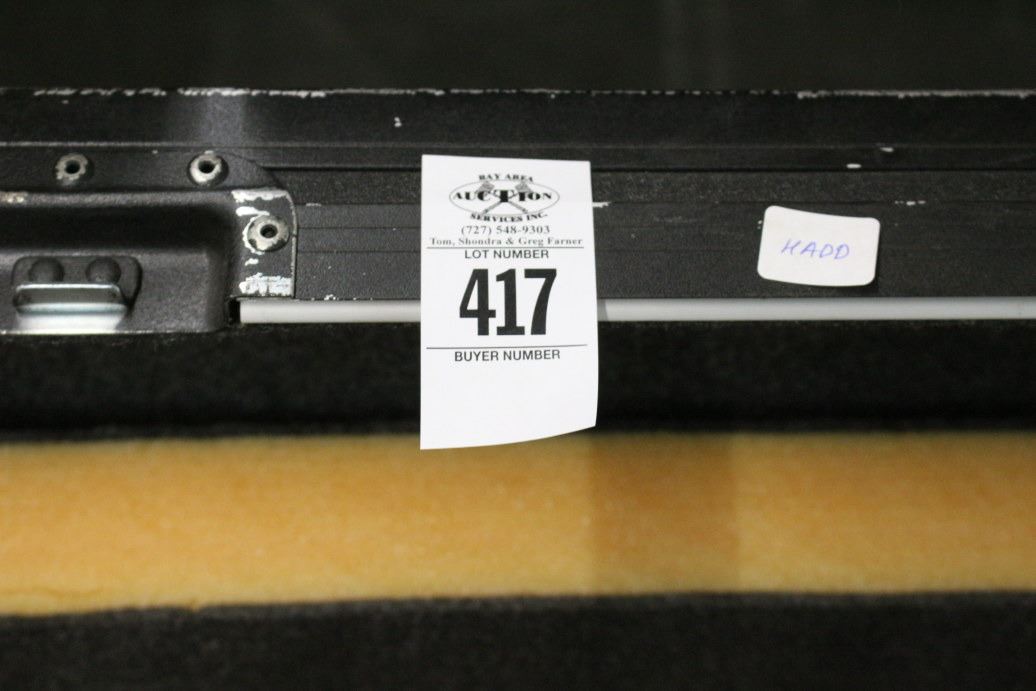 BAY AREA
AUCTION
SERVICES INC.
(727) 548-9303
Tom, Shondra & Greg Farner
LOT NUMBER
417
BUYER NUMBER
HADD